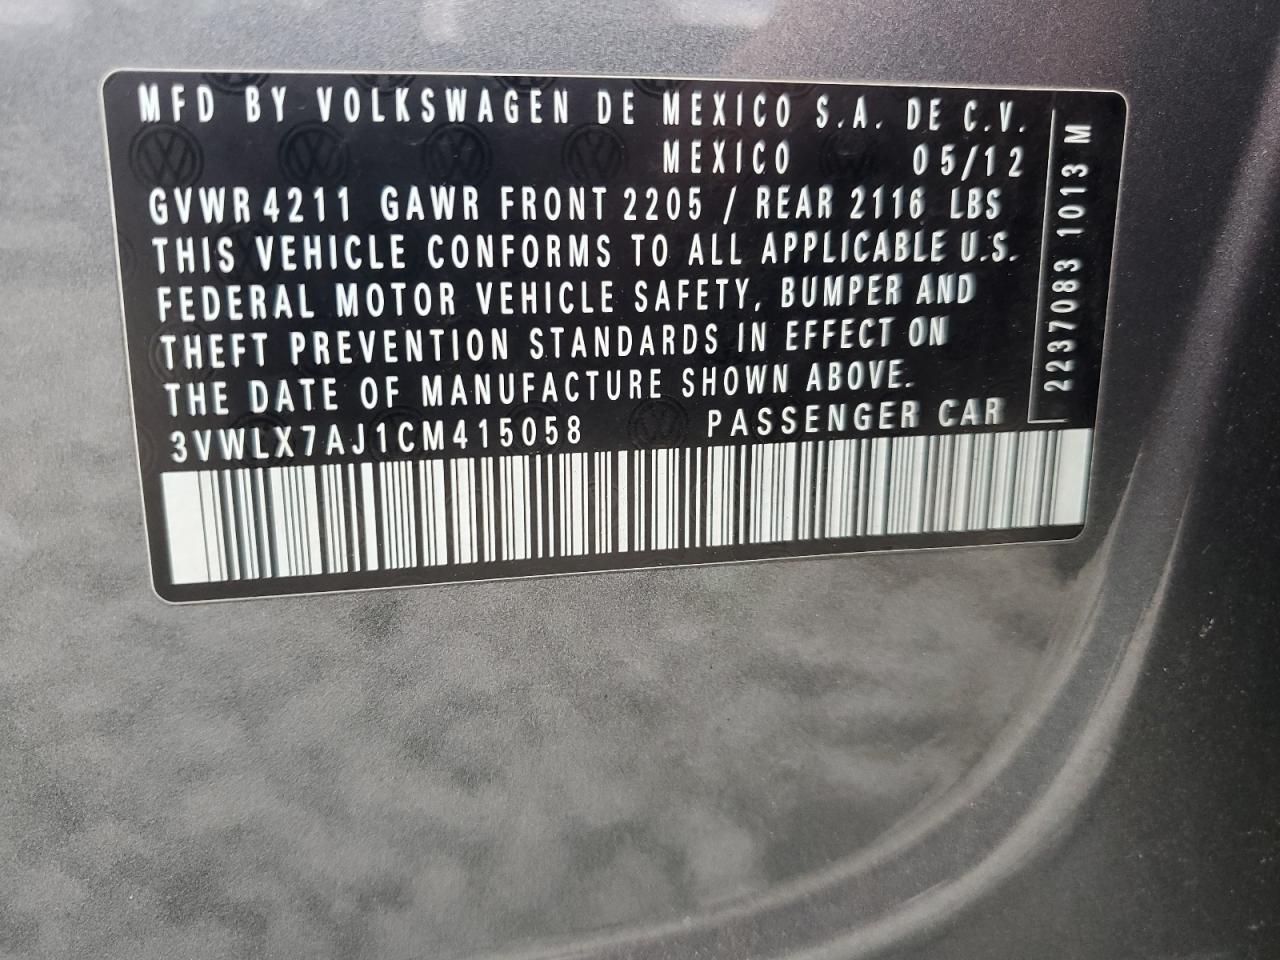 MFD BY VOLKSWAGEN DE MEXICO S.A. DE C.V.
MEXICO 05/12
GVWR 4211 GAWR FRONT 2205 / REAR 2116 LBS
THIS VEHICLE CONFORMS TO ALL APPLICABLE U.S.
FEDERAL MOTOR VEHICLE SAFETY, BUMPER AND
THEFT PREVENTION STANDARDS IN EFFECT ON
THE DATE OF MANUFACTURE SHOWN ABOVE.
3VWLX7AJ1CM415058 PASSENGER CAR
2237083 1013 M